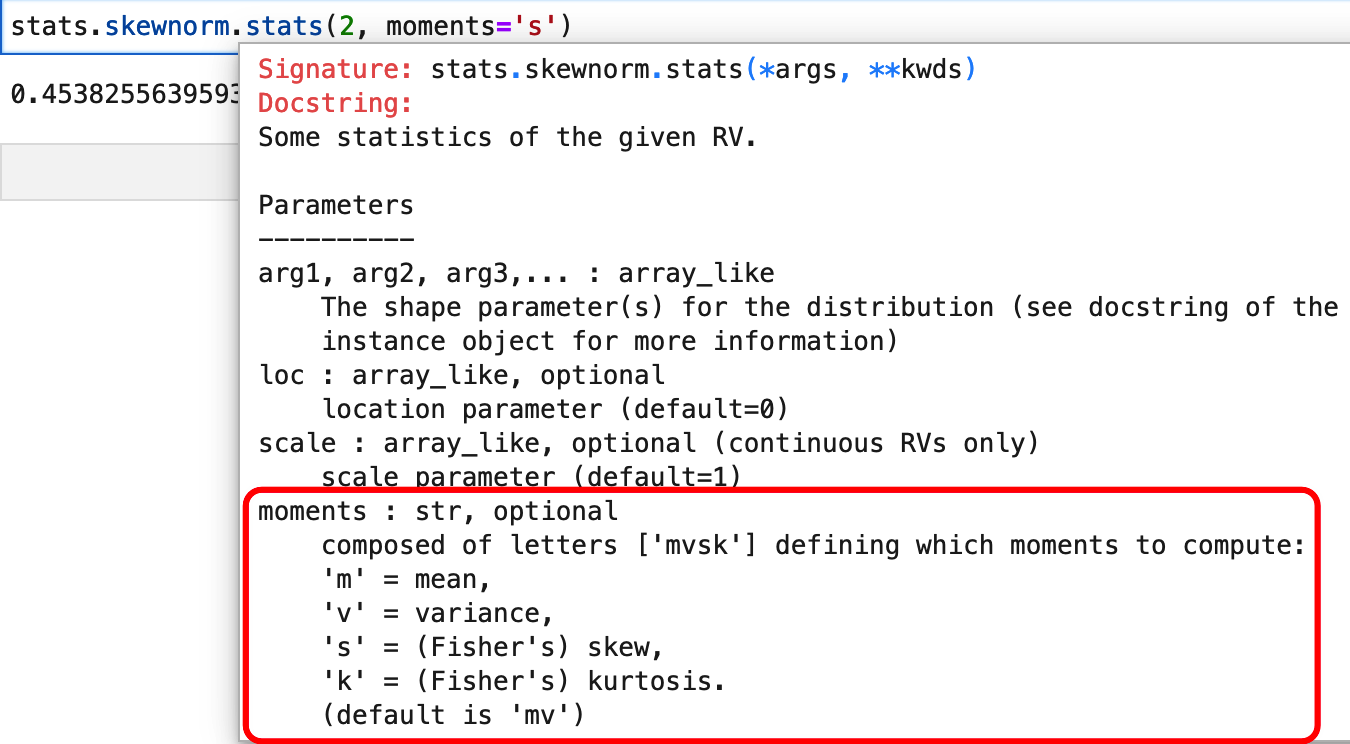 stats.skewnorm.stats(2, moments='s')
Signature: stats.skewnorm.stats(*args, **kwds)
0.4538255639593
Docstring:
Some statistics of the given RV.
Parameters
----------
arg1, arg2, arg3,... : array_like
The shape parameter(s) for the distribution (see docstring of the
instance object for more information)
loc : array_like, optional
location parameter (default=0)
scale : array_like, optional (continuous RVs only)
scale parameter (default=1)
moments : str, optional
composed of letters ['mvsk'] defining which moments to compute:
'm' = mean,
'v' = variance,
's' = (Fisher's) skew,
'k' = (Fisher's) kurtosis.
(default is 'mv')